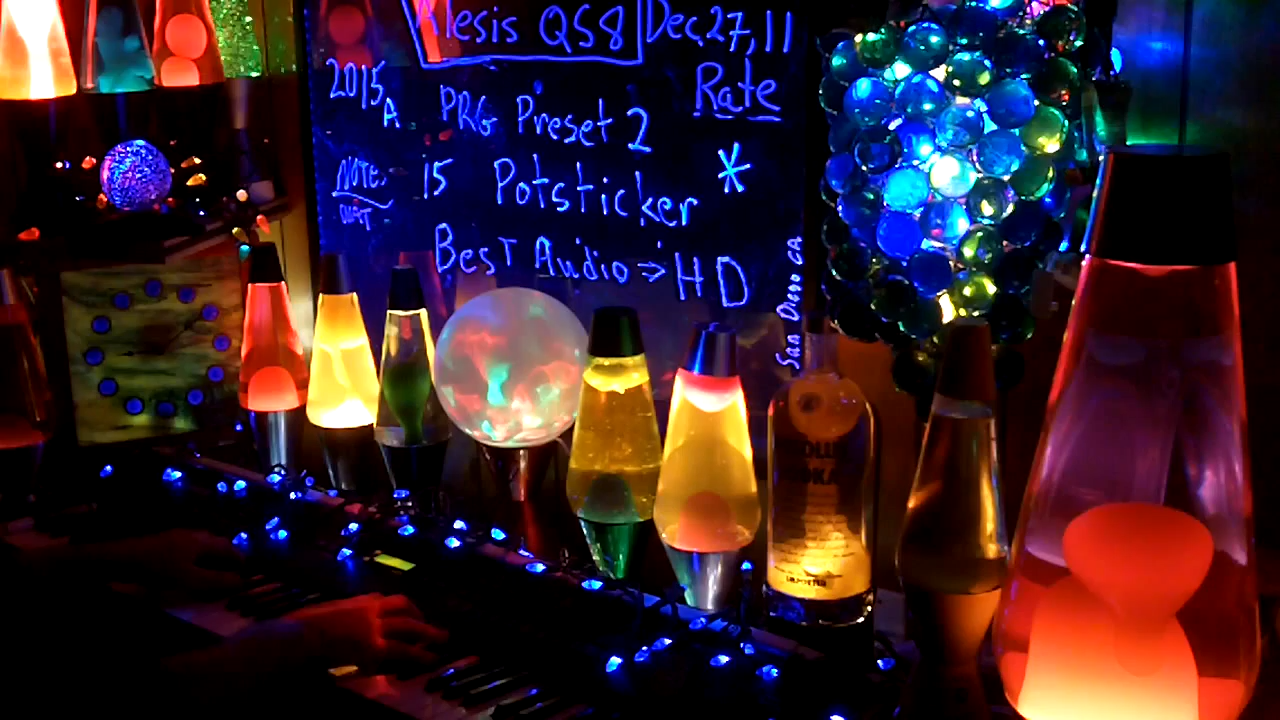 Alesis QS8
Dec, 27, 11
2015 A
PRG Preset 2
Rate
NOTE:
15 Potsticker *
Best Audio → HD
San Diego CA